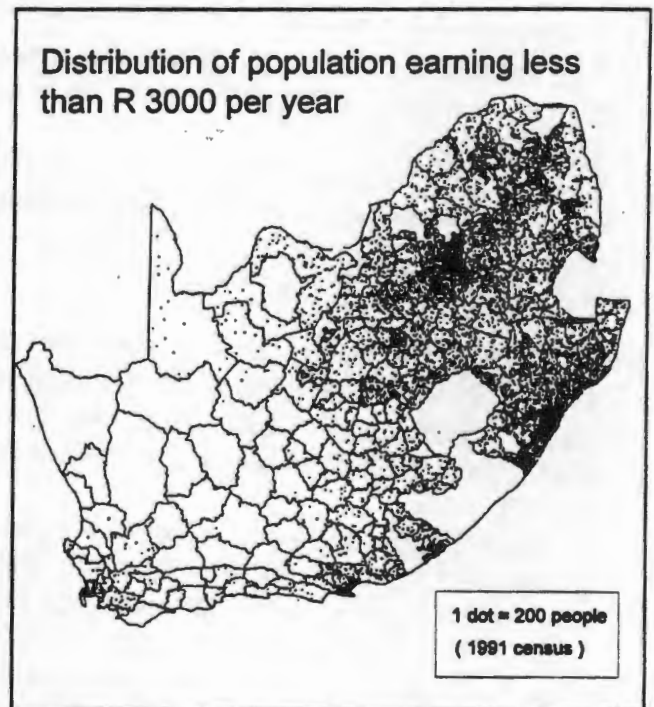 Distribution of population earning less
than R 3000 per year
1 dot = 200 people
( 1991 census )